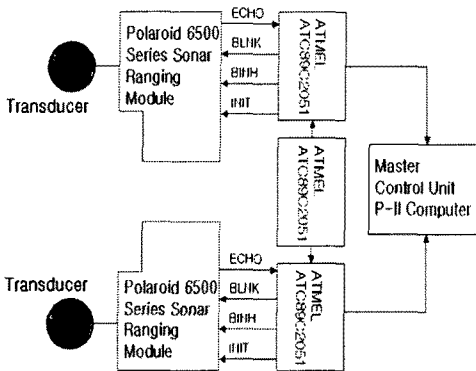 Polaroid 6500
Series Sonar
Ranging
Module
Transducer
ECHO
BLNK
BINH
INIT
ATMEL
ATC89C2051
ATMEL
ATC89C2051
Master
Control Unit
P-II Computer
Transducer
Polaroid 6500
Series Sonar
Ranging
Module
ECHO
BLNK
BINH
INIT
ATMEL
ATC89C2051